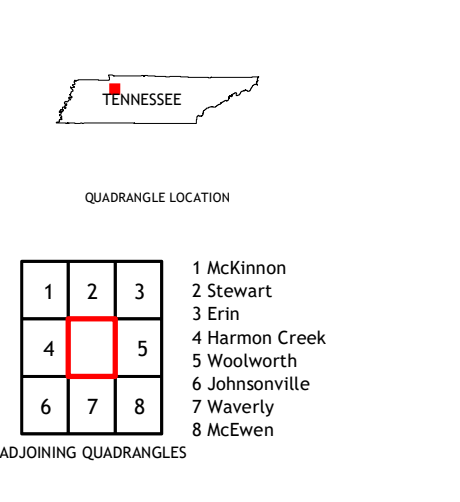 TENNESSEE
QUADRANGLE LOCATION
1 2 3
4 5
6 7 8
1 McKinnon
2 Stewart
3 Erin
4 Harmon Creek
5 Woolworth
6 Johnsonville
7 Waverly
8 McEwen
ADJOINING QUADRANGLES